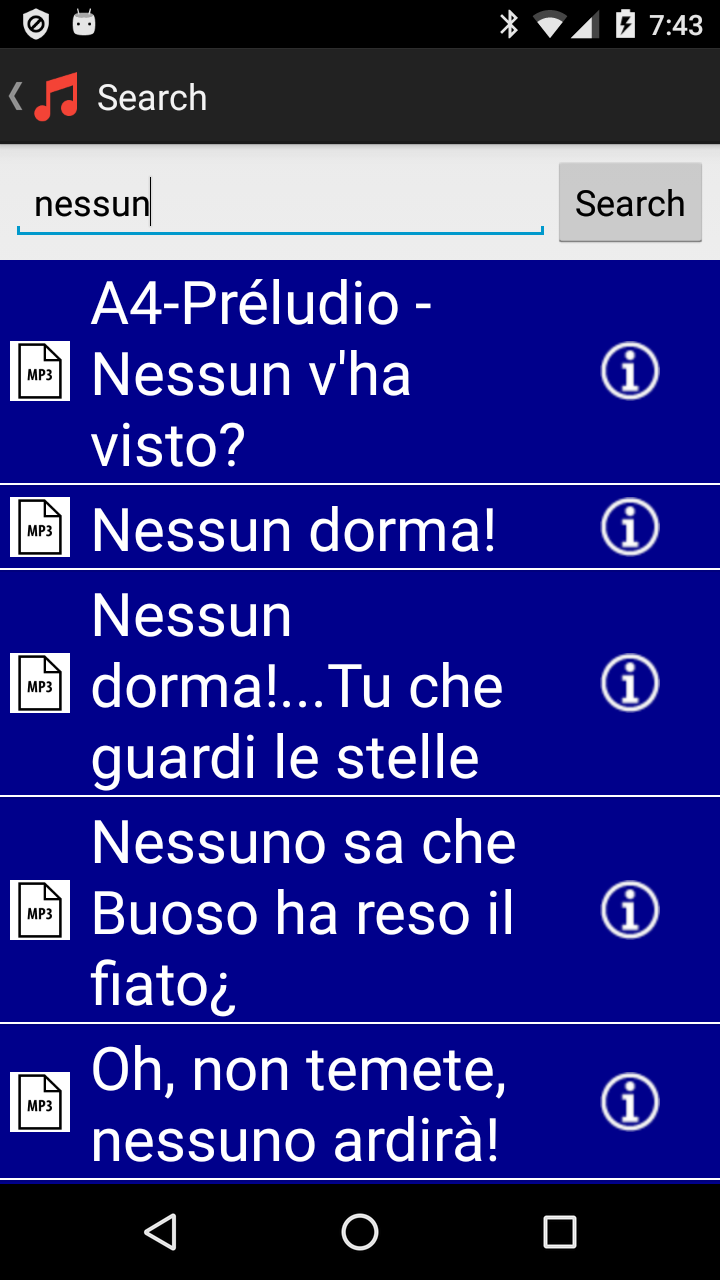 7:43
Search
nessun
Search
A4-Préludio -
Nessun v'ha
visto?
MP3
Nessun dorma!
MP3
Nessun
dorma!...Tu che
guardi le stelle
MP3
Nessuno sa che
Buoso ha reso il
fiato¿
MP3
Oh, non temete,
nessuno ardirà!
MP3